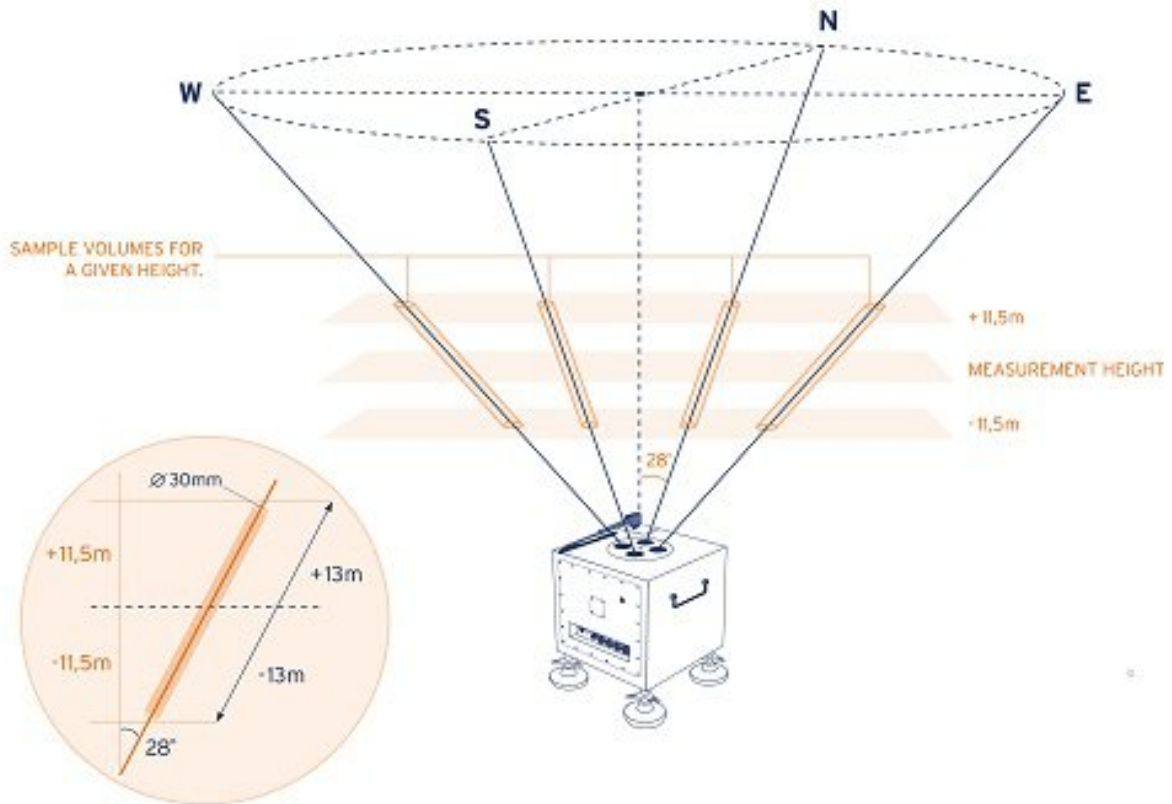 N
W
S
E
SAMPLE VOLUMES FOR
A GIVEN HEIGHT.
+ 11,5m
MEASUREMENT HEIGHT
- 11,5m
28°
Ø 30mm
+11,5m
+13m
-11,5m
-13m
28°